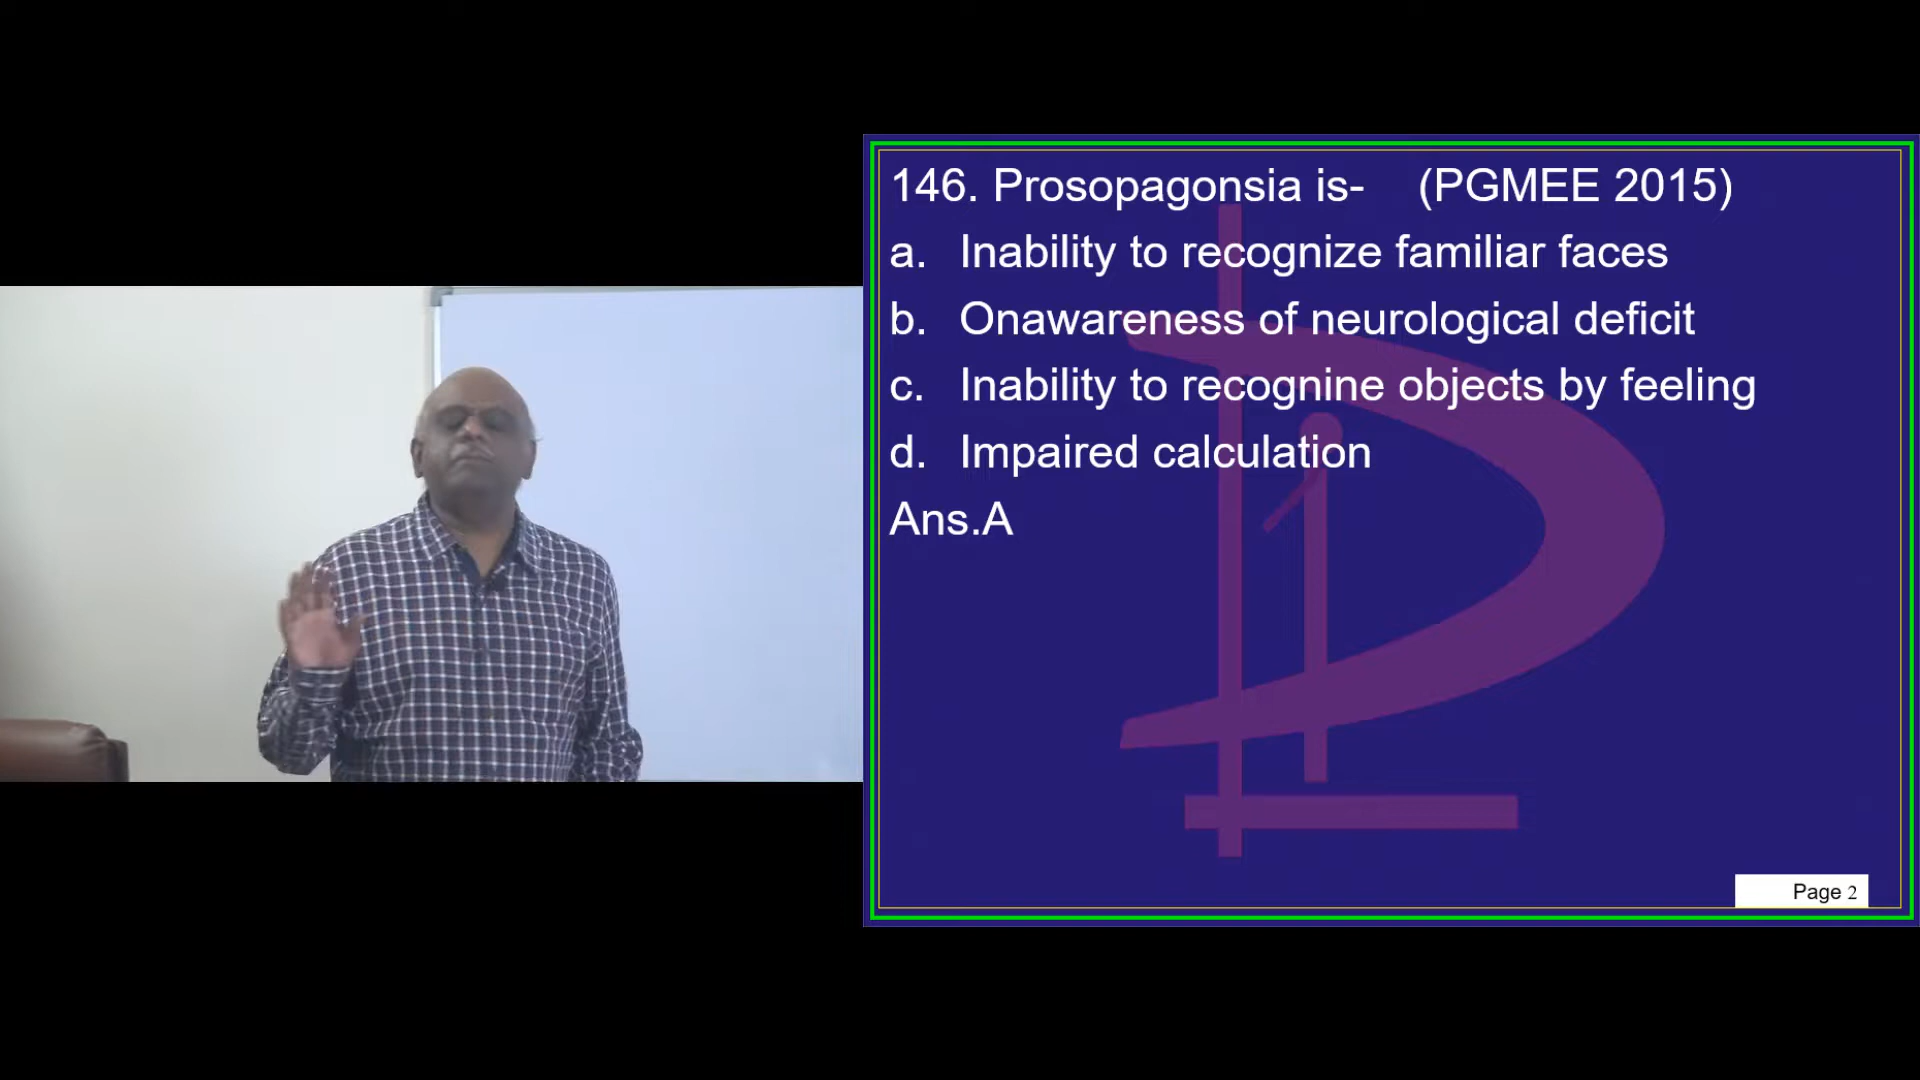 146. Prosopagonsia is- (PGMEE 2015)
a. Inability to recognize familiar faces
b. Onawareness of neurological deficit
c. Inability to recognine objects by feeling
d. Impaired calculation
Ans.A
Page 2